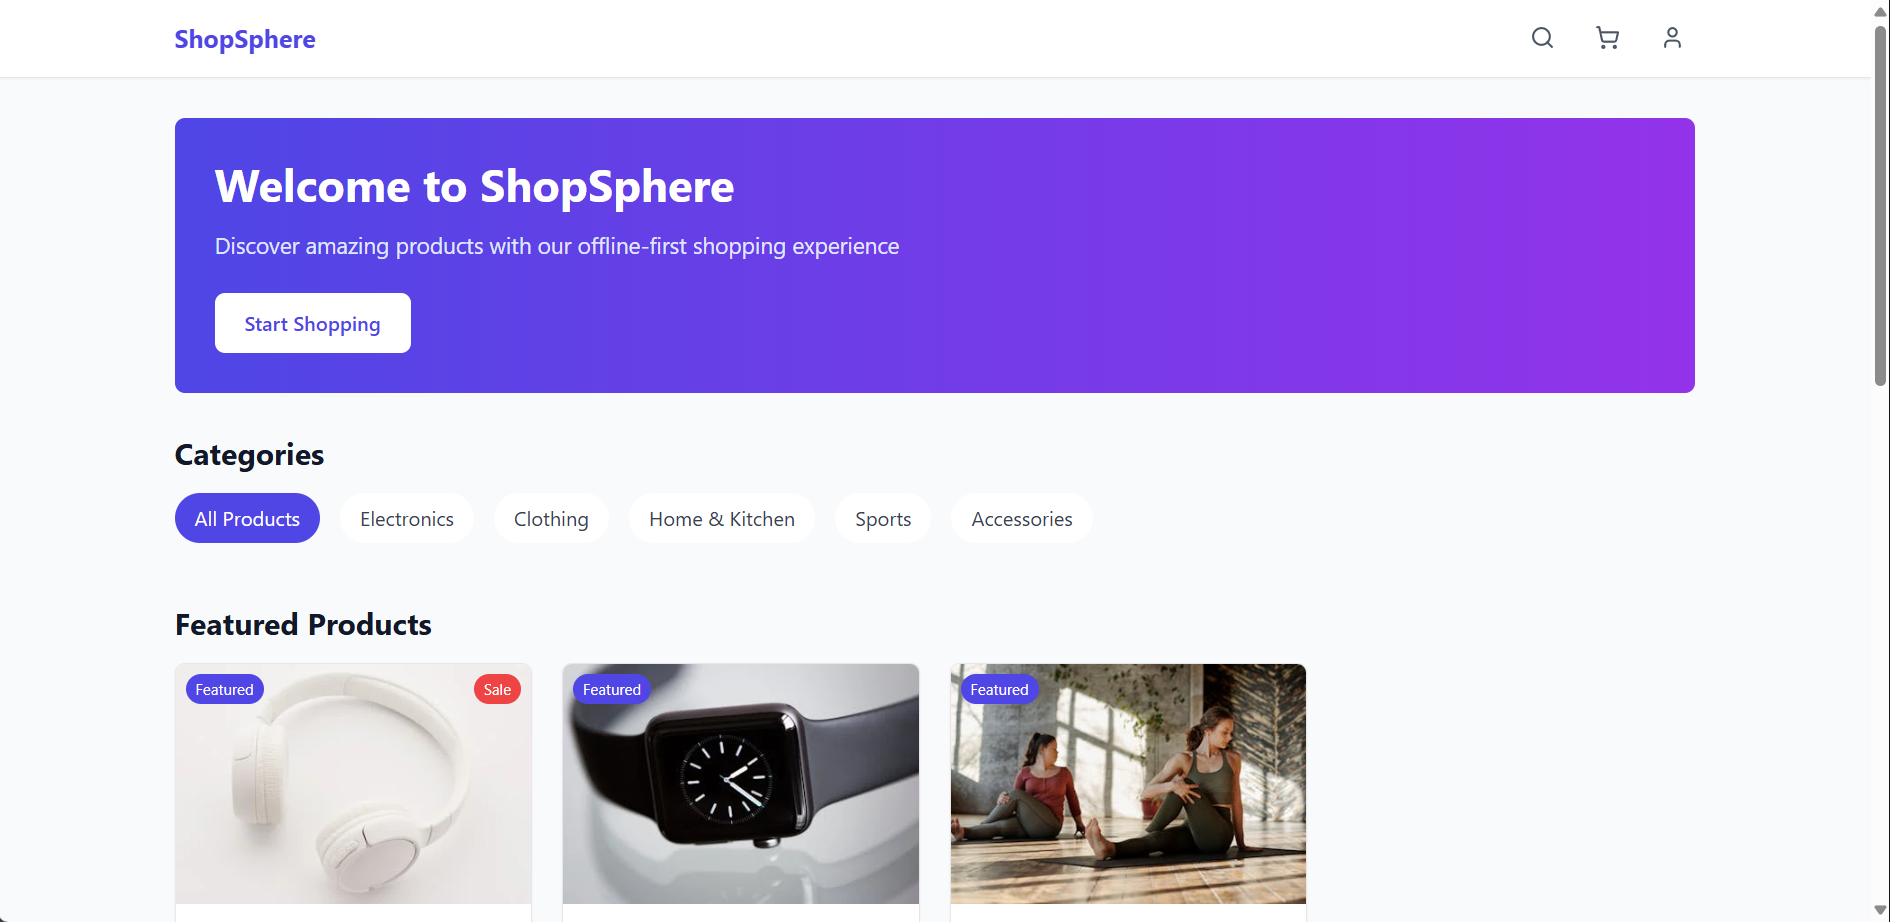 ShopSphere
Welcome to ShopSphere
Discover amazing products with our offline-first shopping experience
Start Shopping
Categories
All Products
Electronics
Clothing
Home & Kitchen
Sports
Accessories
Featured Products
Featured
Sale
Featured
Featured